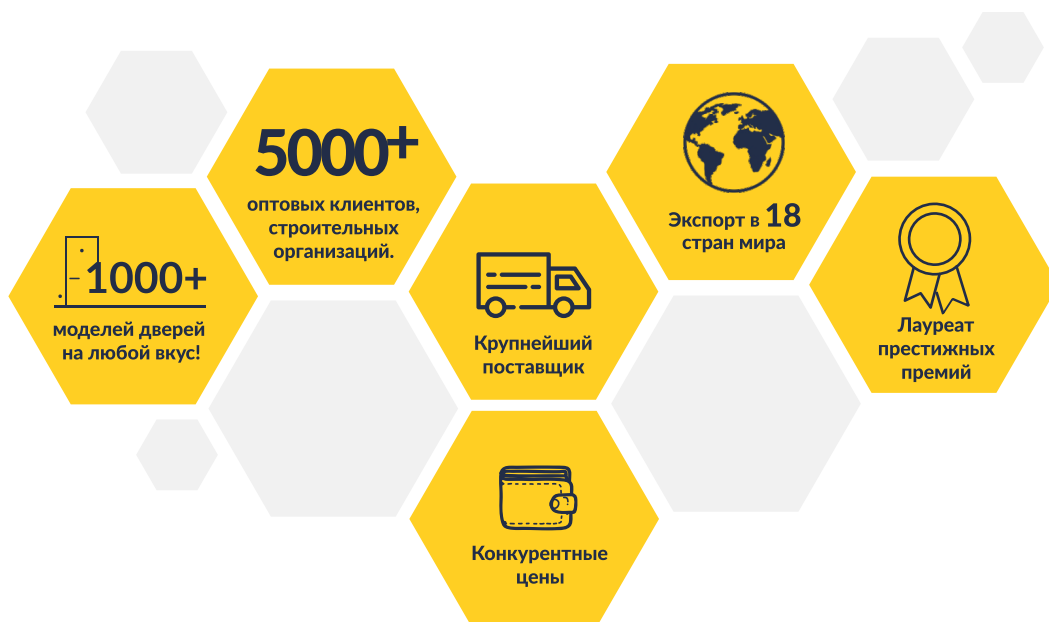 1000+
моделей дверей
на любой вкус!
5000+
оптовых клиентов,
строительных
организаций.
Крупнейший
поставщик
Конкурентные
цены
Экспорт в 18
стран мира
Лауреат
престижных
премий